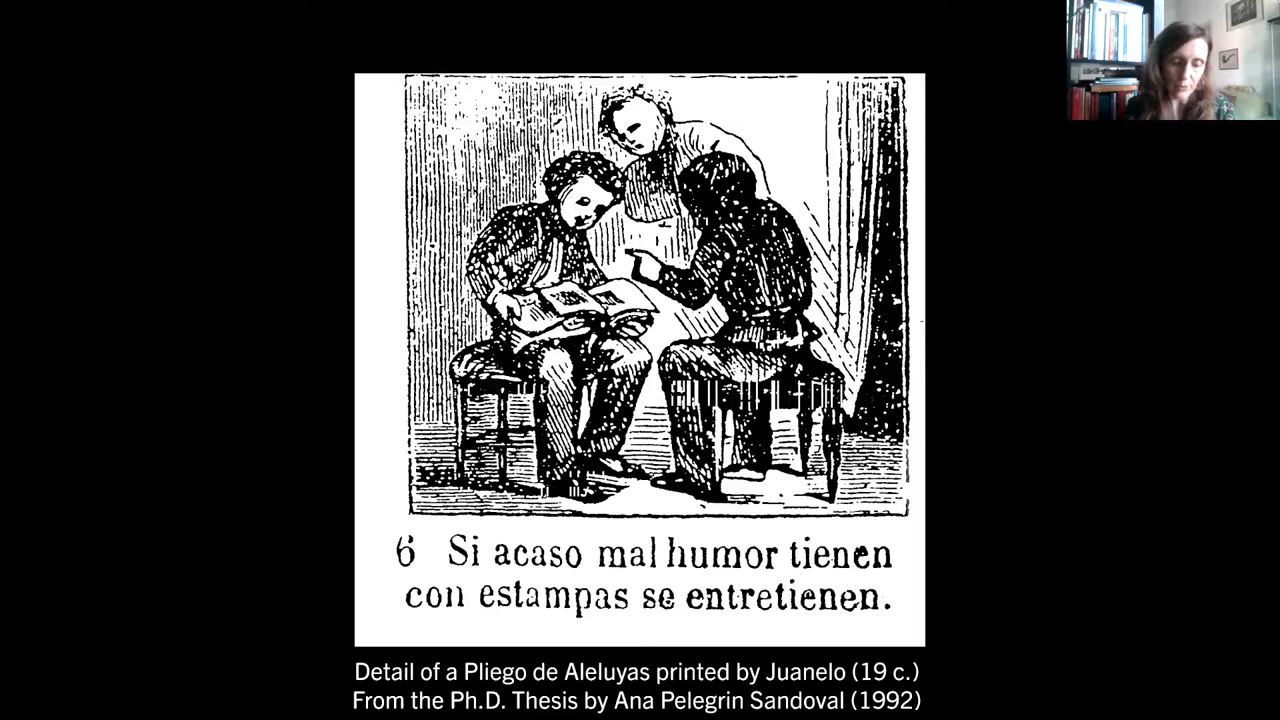 6 Si acaso mal humor tienen
con estampas se entretienen.
Detail of a Pliego de Aleluyas printed by Juanelo (19 c.)
From the Ph.D. Thesis by Ana Pelegrin Sandoval (1992)